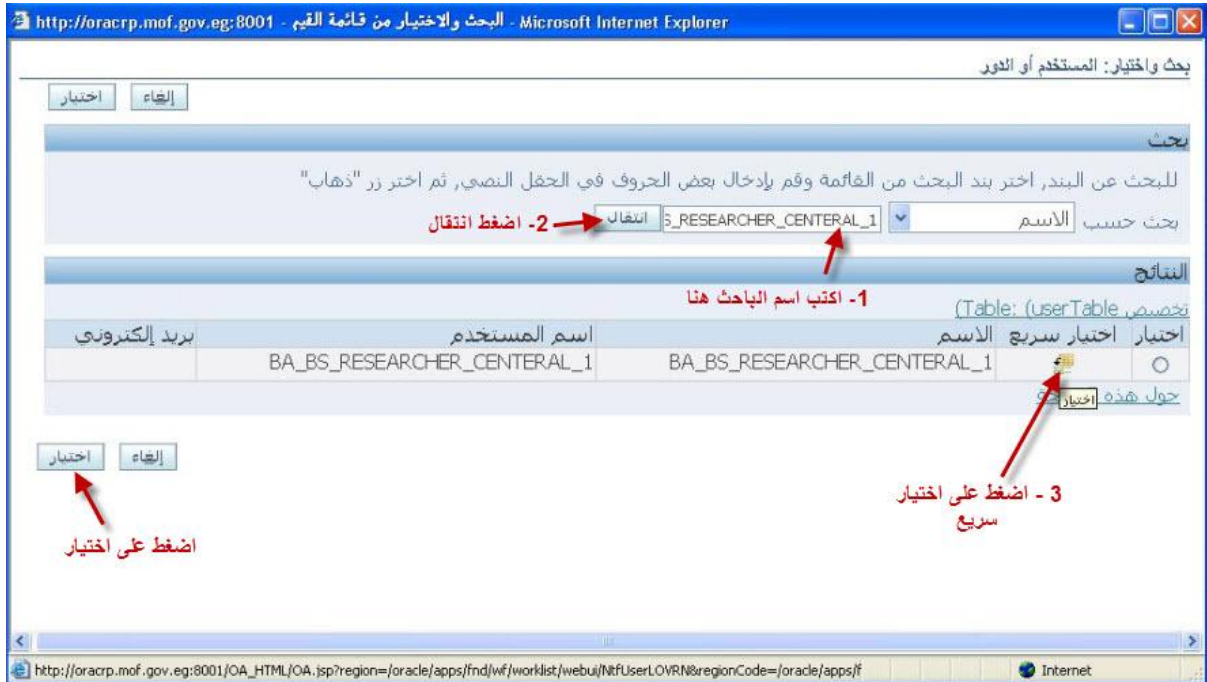 http://oracrp.mof.gov.eg:8001 - البحث والاختيار من قائمة القيم - Microsoft Internet Explorer
بحث واختيار: المستخدم أو الدور
إلغاء اختيار
بحث
للبحث عن البند, اختر بند البحث من القائمة وقم بإدخال بعض الحروف في الحقل النصي, ثم اختر زر "ذهاب"
بحث حسب الاسم S_RESEARCHER_CENTERAL_1 انتقال
2- اضغط انتقال
1- اكتب اسم الباحث هنا
النتائج
تخصيص Table: (userTable)
اختيار اختيار سريع الاسم اسم المستخدم بريد إلكتروني
BA_BS_RESEARCHER_CENTERAL_1 BA_BS_RESEARCHER_CENTERAL_1
حول هذه
اختيار
إلغاء اختيار
3 - اضغط على اختيار
سريع
اضغط على اختيار
http://oracrp.mof.gov.eg:8001/OA_HTML/OA.jsp?region=/oracle/apps/fnd/wf/worklist/webui/NtfUserLOVRN&regionCode=/oracle/apps/f
Internet